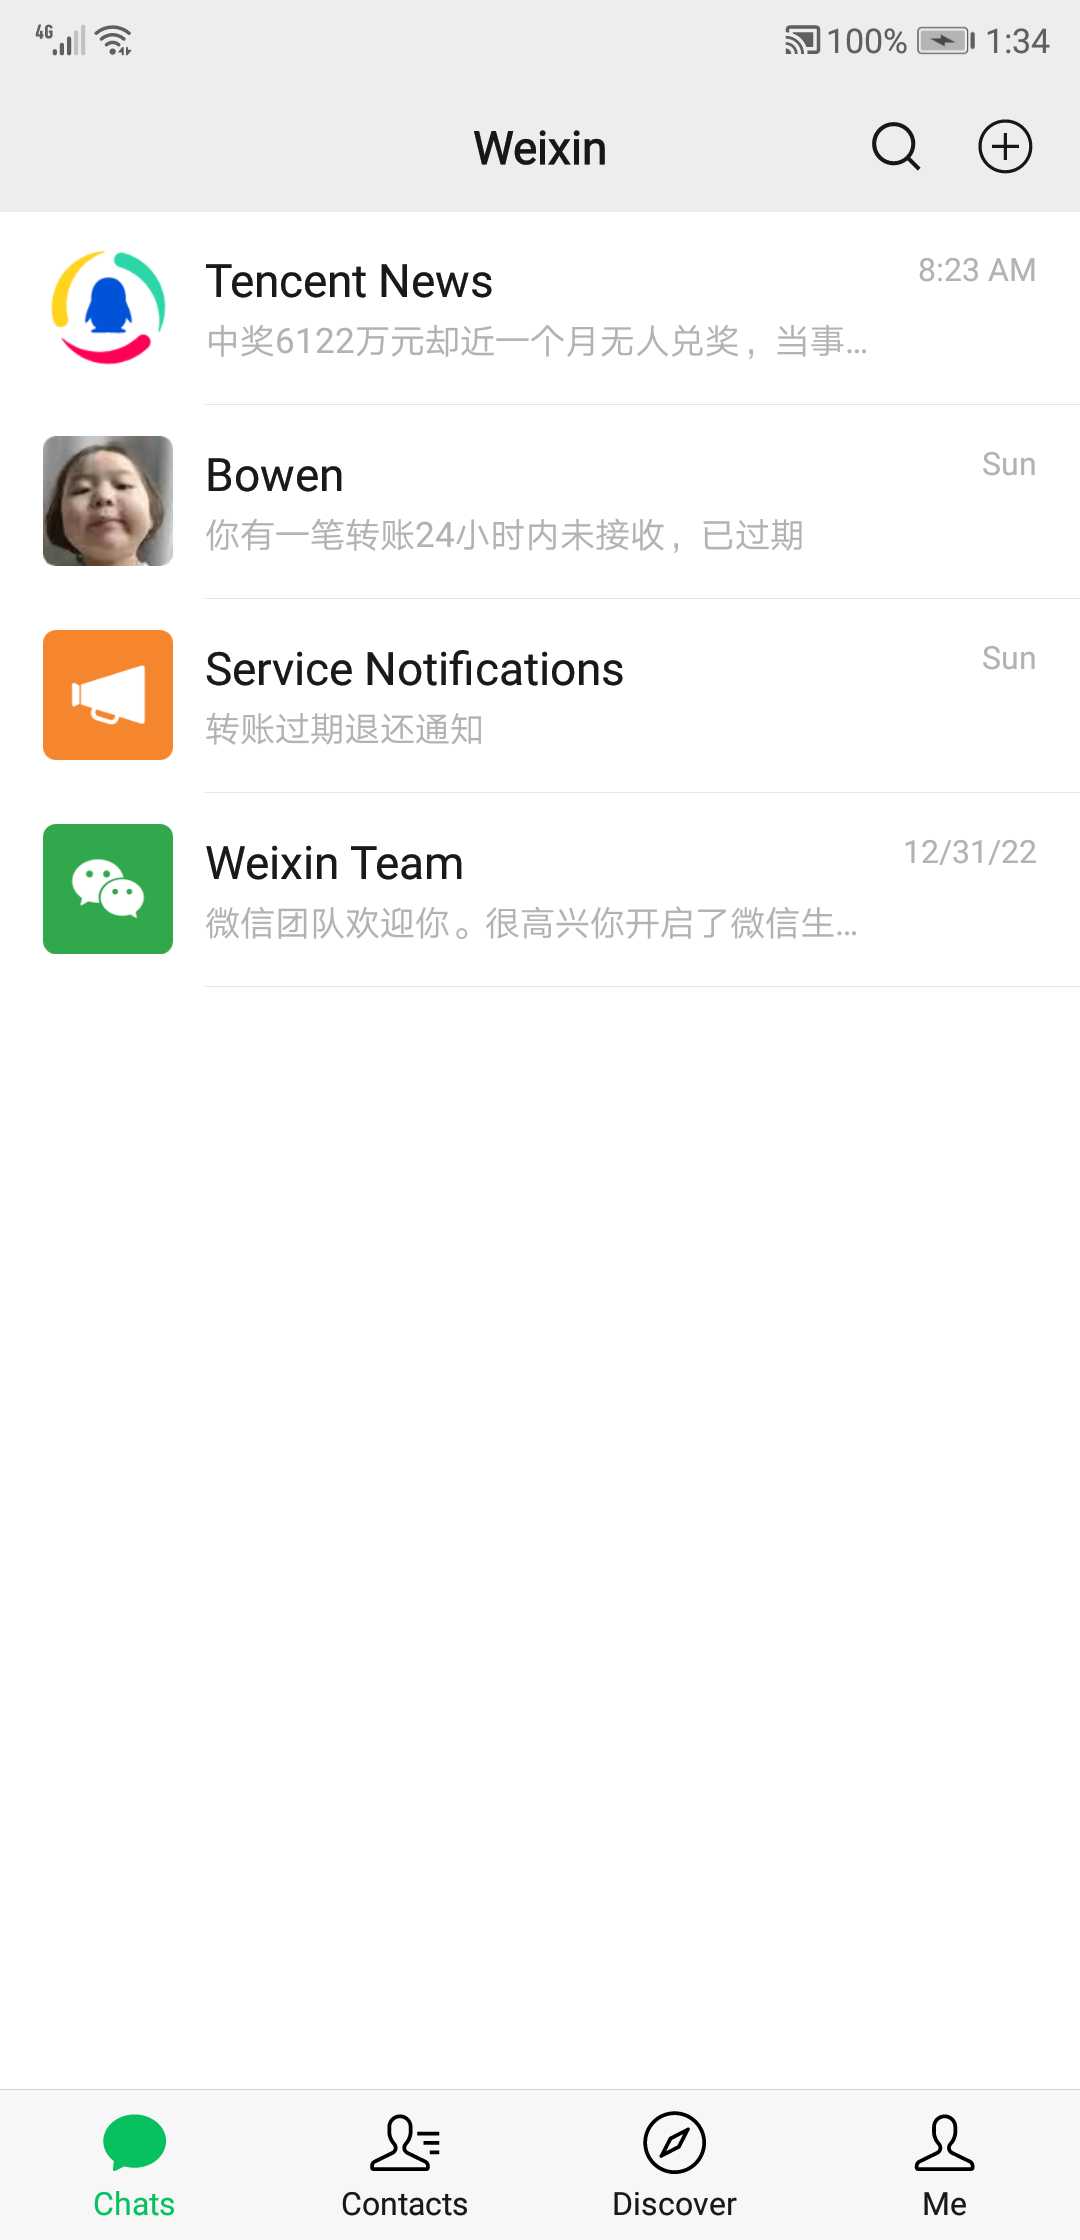 4G 100% 1:34
Weixin
Tencent News 8:23 AM
中奖6122万元却近一个月无人兑奖，当事...
Bowen Sun
你有一笔转账24小时内未接收，已过期
Service Notifications Sun
转账过期退还通知
Weixin Team 12/31/22
微信团队欢迎你。很高兴你开启了微信生...
Chats Contacts Discover Me